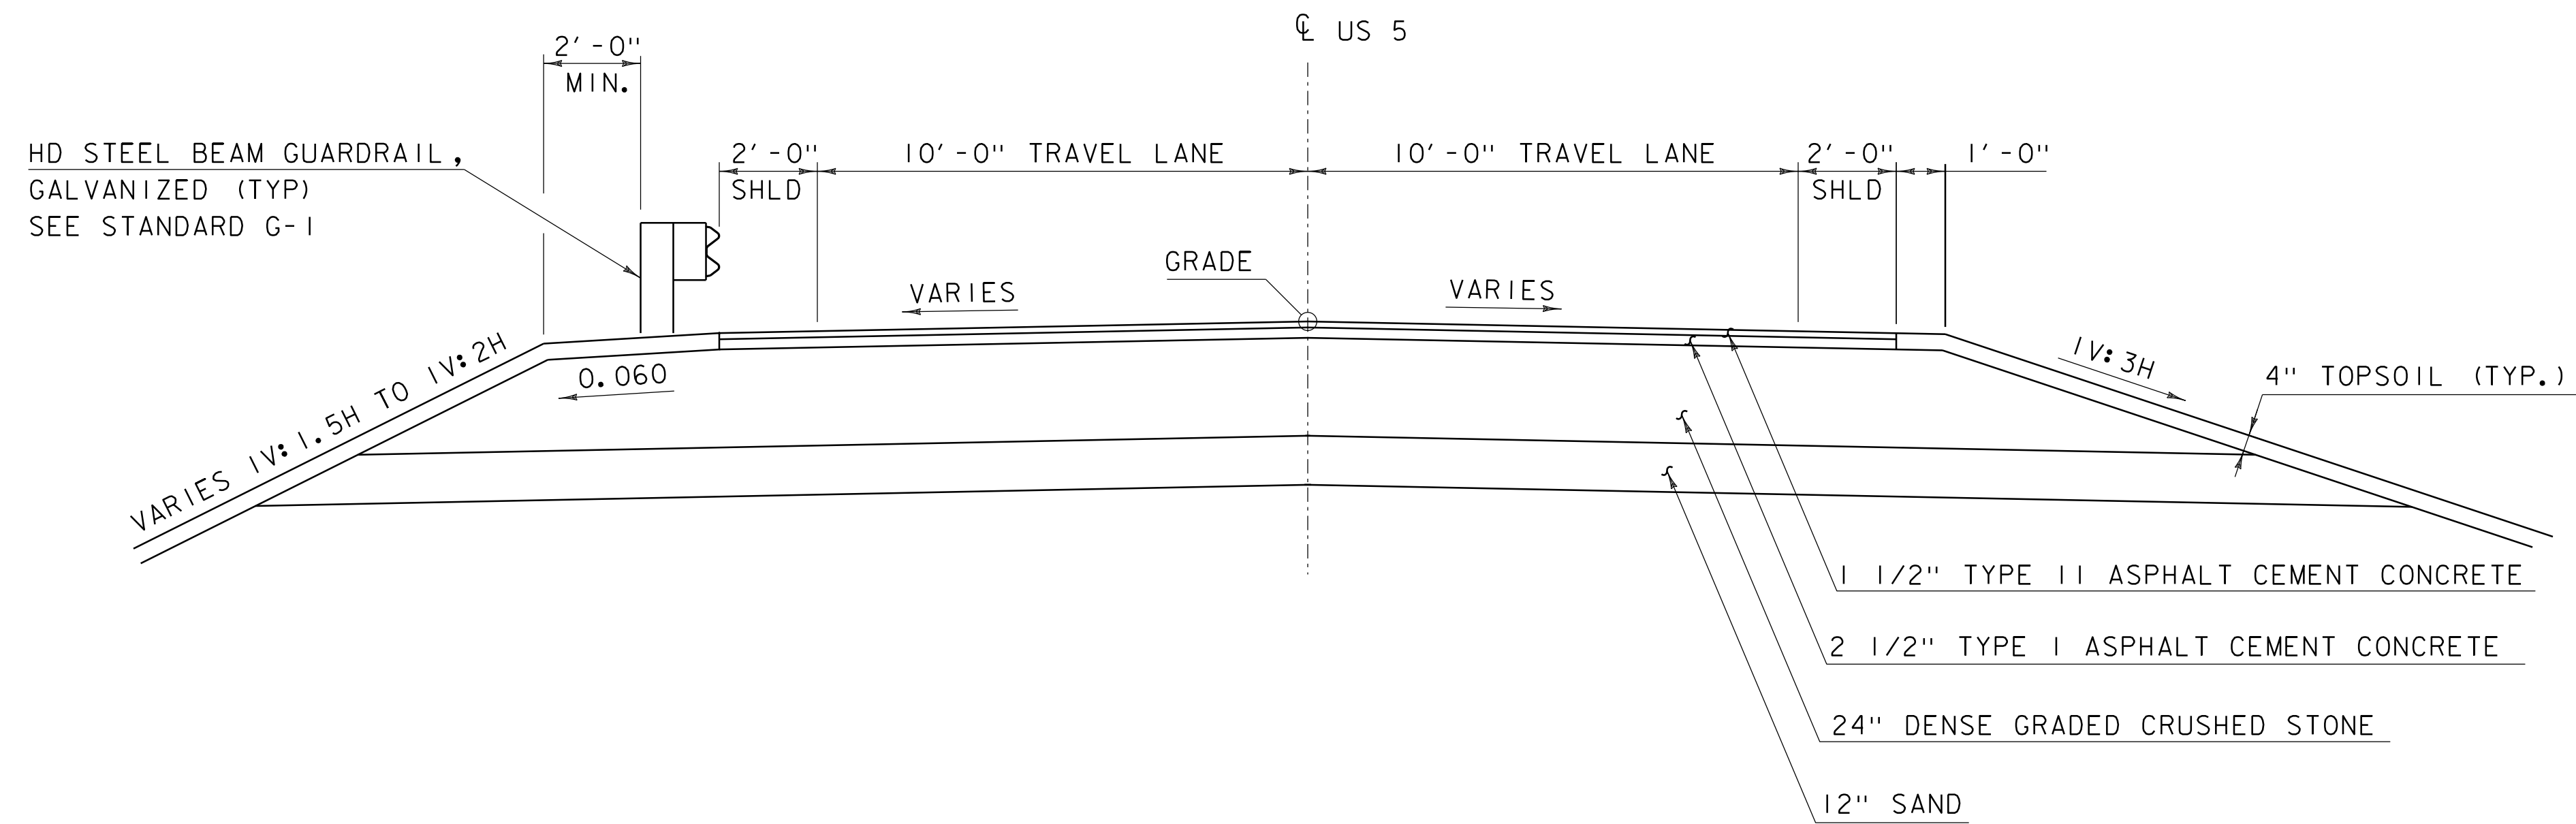 ℄ US 5
2'-0"
MIN.
HD STEEL BEAM GUARDRAIL,
GALVANIZED (TYP)
SEE STANDARD G-1
2'-0"
SHLD
10'-0" TRAVEL LANE
10'-0" TRAVEL LANE
2'-0"
SHLD
1'-0"
GRADE
VARIES
VARIES
VARIES 1V:1.5H TO 1V:2H
0.060
1V:3H
4" TOPSOIL (TYP.)
1 1/2" TYPE II ASPHALT CEMENT CONCRETE
2 1/2" TYPE I ASPHALT CEMENT CONCRETE
24" DENSE GRADED CRUSHED STONE
12" SAND